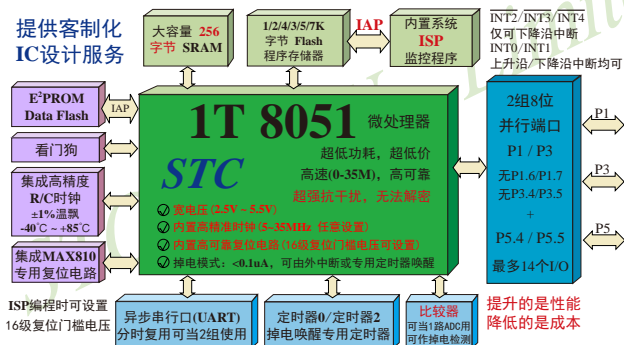 提供客制化
IC设计服务
大容量 256
字节 SRAM
1/2/4/3/5/7K
字节 Flash
程序存储器
IAP
内置系统
ISP
监控程序
INT2 / INT3 / INT4
仅可下降沿中断
INT0 / INT1
上升沿/下降沿中断均可
E²PROM
Data Flash
IAP
看门狗
集成高精度
R/C时钟
±1%温飘
-40℃ ~ +85℃
集成MAX810
专用复位电路
ISP编程时可设置
16级复位门槛电压
1T 8051 微处理器
STC
超低功耗，超低价
高速(0-35M)，高可靠
超强抗干扰，无法解密
宽电压 (2.5V ~ 5.5V)
内置高精准时钟(5~35MHz 任意设置)
内置高可靠复位电路(16级复位门槛电压可设置)
掉电模式：<0.1uA，可由外中断或专用定时器唤醒
2组8位
并行端口
P1 / P3
无P1.6/P1.7
无P3.4/P3.5
+
P5.4 / P5.5
最多14个I/O
P1
P3
P5
异步串行口(UART)
分时复用可当2组使用
定时器0/定时器2
掉电唤醒专用定时器
比较器
可当1路ADC用
可作掉电检测
提升的是性能
降低的是成本